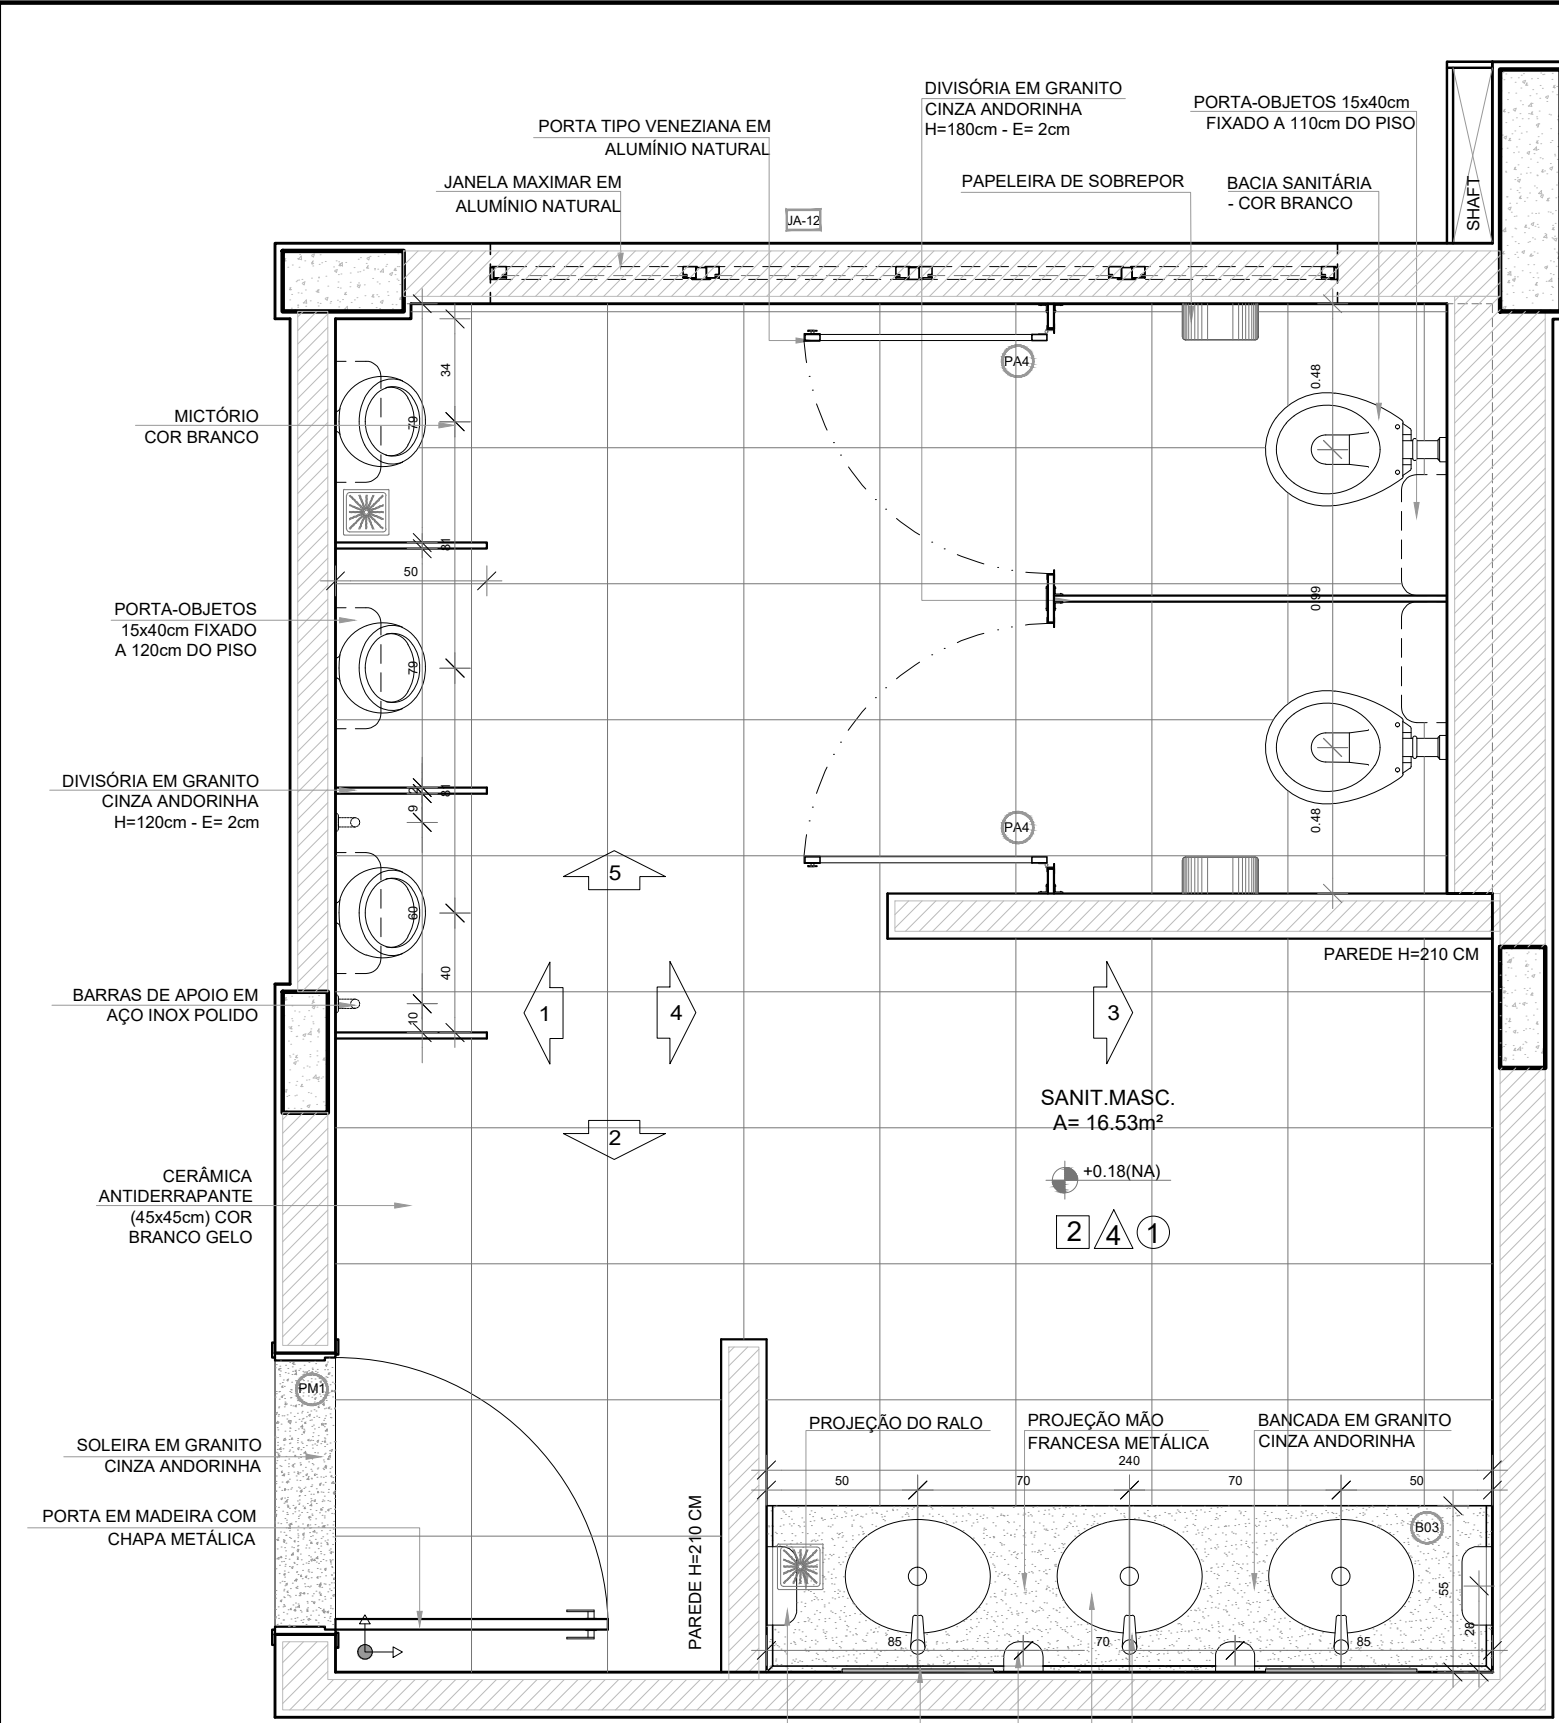 DIVISÓRIA EM GRANITO
CINZA ANDORINHA
H=180cm - E= 2cm
PORTA-OBJETOS 15x40cm
FIXADO A 110cm DO PISO
PORTA TIPO VENEZIANA EM
ALUMÍNIO NATURAL
JANELA MAXIMAR EM
ALUMÍNIO NATURAL
PAPELEIRA DE SOBREPOR
BACIA SANITÁRIA
- COR BRANCO
SHAFT
JA-12
PA4
34
0.48
79
MICTÓRIO
COR BRANCO
81
50
0.99
PORTA-OBJETOS
15x40cm FIXADO
A 120cm DO PISO
79
DIVISÓRIA EM GRANITO
CINZA ANDORINHA
H=120cm - E= 2cm
2
81
19
0.48
PA4
5
60
40
PAREDE H=210 CM
BARRAS DE APOIO EM
AÇO INOX POLIDO
10
1
4
3
SANIT.MASC.
A= 16.53m²
2
+0.18(NA)
CERÂMICA
ANTIDERRAPANTE
(45x45cm) COR
BRANCO GELO
2
4
1
PM1
PROJEÇÃO DO RALO
PROJEÇÃO MÃO
FRANCESA METÁLICA
BANCADA EM GRANITO
CINZA ANDORINHA
SOLEIRA EM GRANITO
CINZA ANDORINHA
240
50
70
70
50
PORTA EM MADEIRA COM
CHAPA METÁLICA
PAREDE H=210 CM
B03
55
28
85
70
85